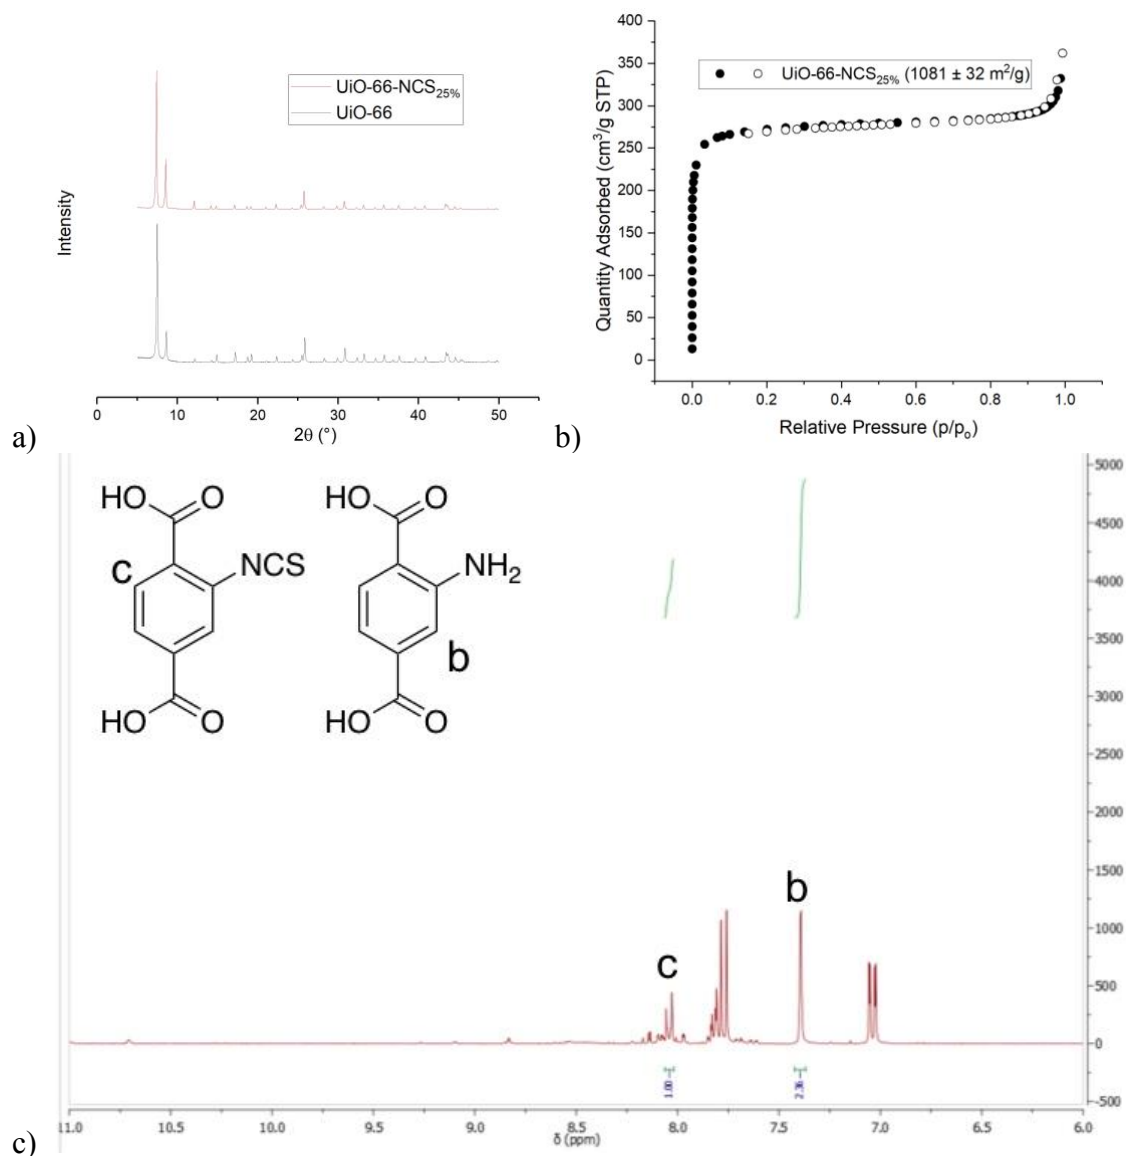 UiO-66-NCS25%
UiO-66
Intensity
0 10 20 30 40 50
2θ (°)
a)
400
350
300
250
200
150
100
50
0
UiO-66-NCS25% (1081 ± 32 m²/g)
Quantity Adsorbed (cm³/g STP)
0.0 0.2 0.4 0.6 0.8 1.0
Relative Pressure (p/po)
b)
HO O
c NCS
HO O
HO O
NH2
b
HO O
c
b
5000
4500
4000
3500
3000
2500
2000
1500
1000
500
0
-500
1.00
2.36
11.0 10.5 10.0 9.5 9.0 8.5 8.0 7.5 7.0 6.5 6.0
δ (ppm)
c)